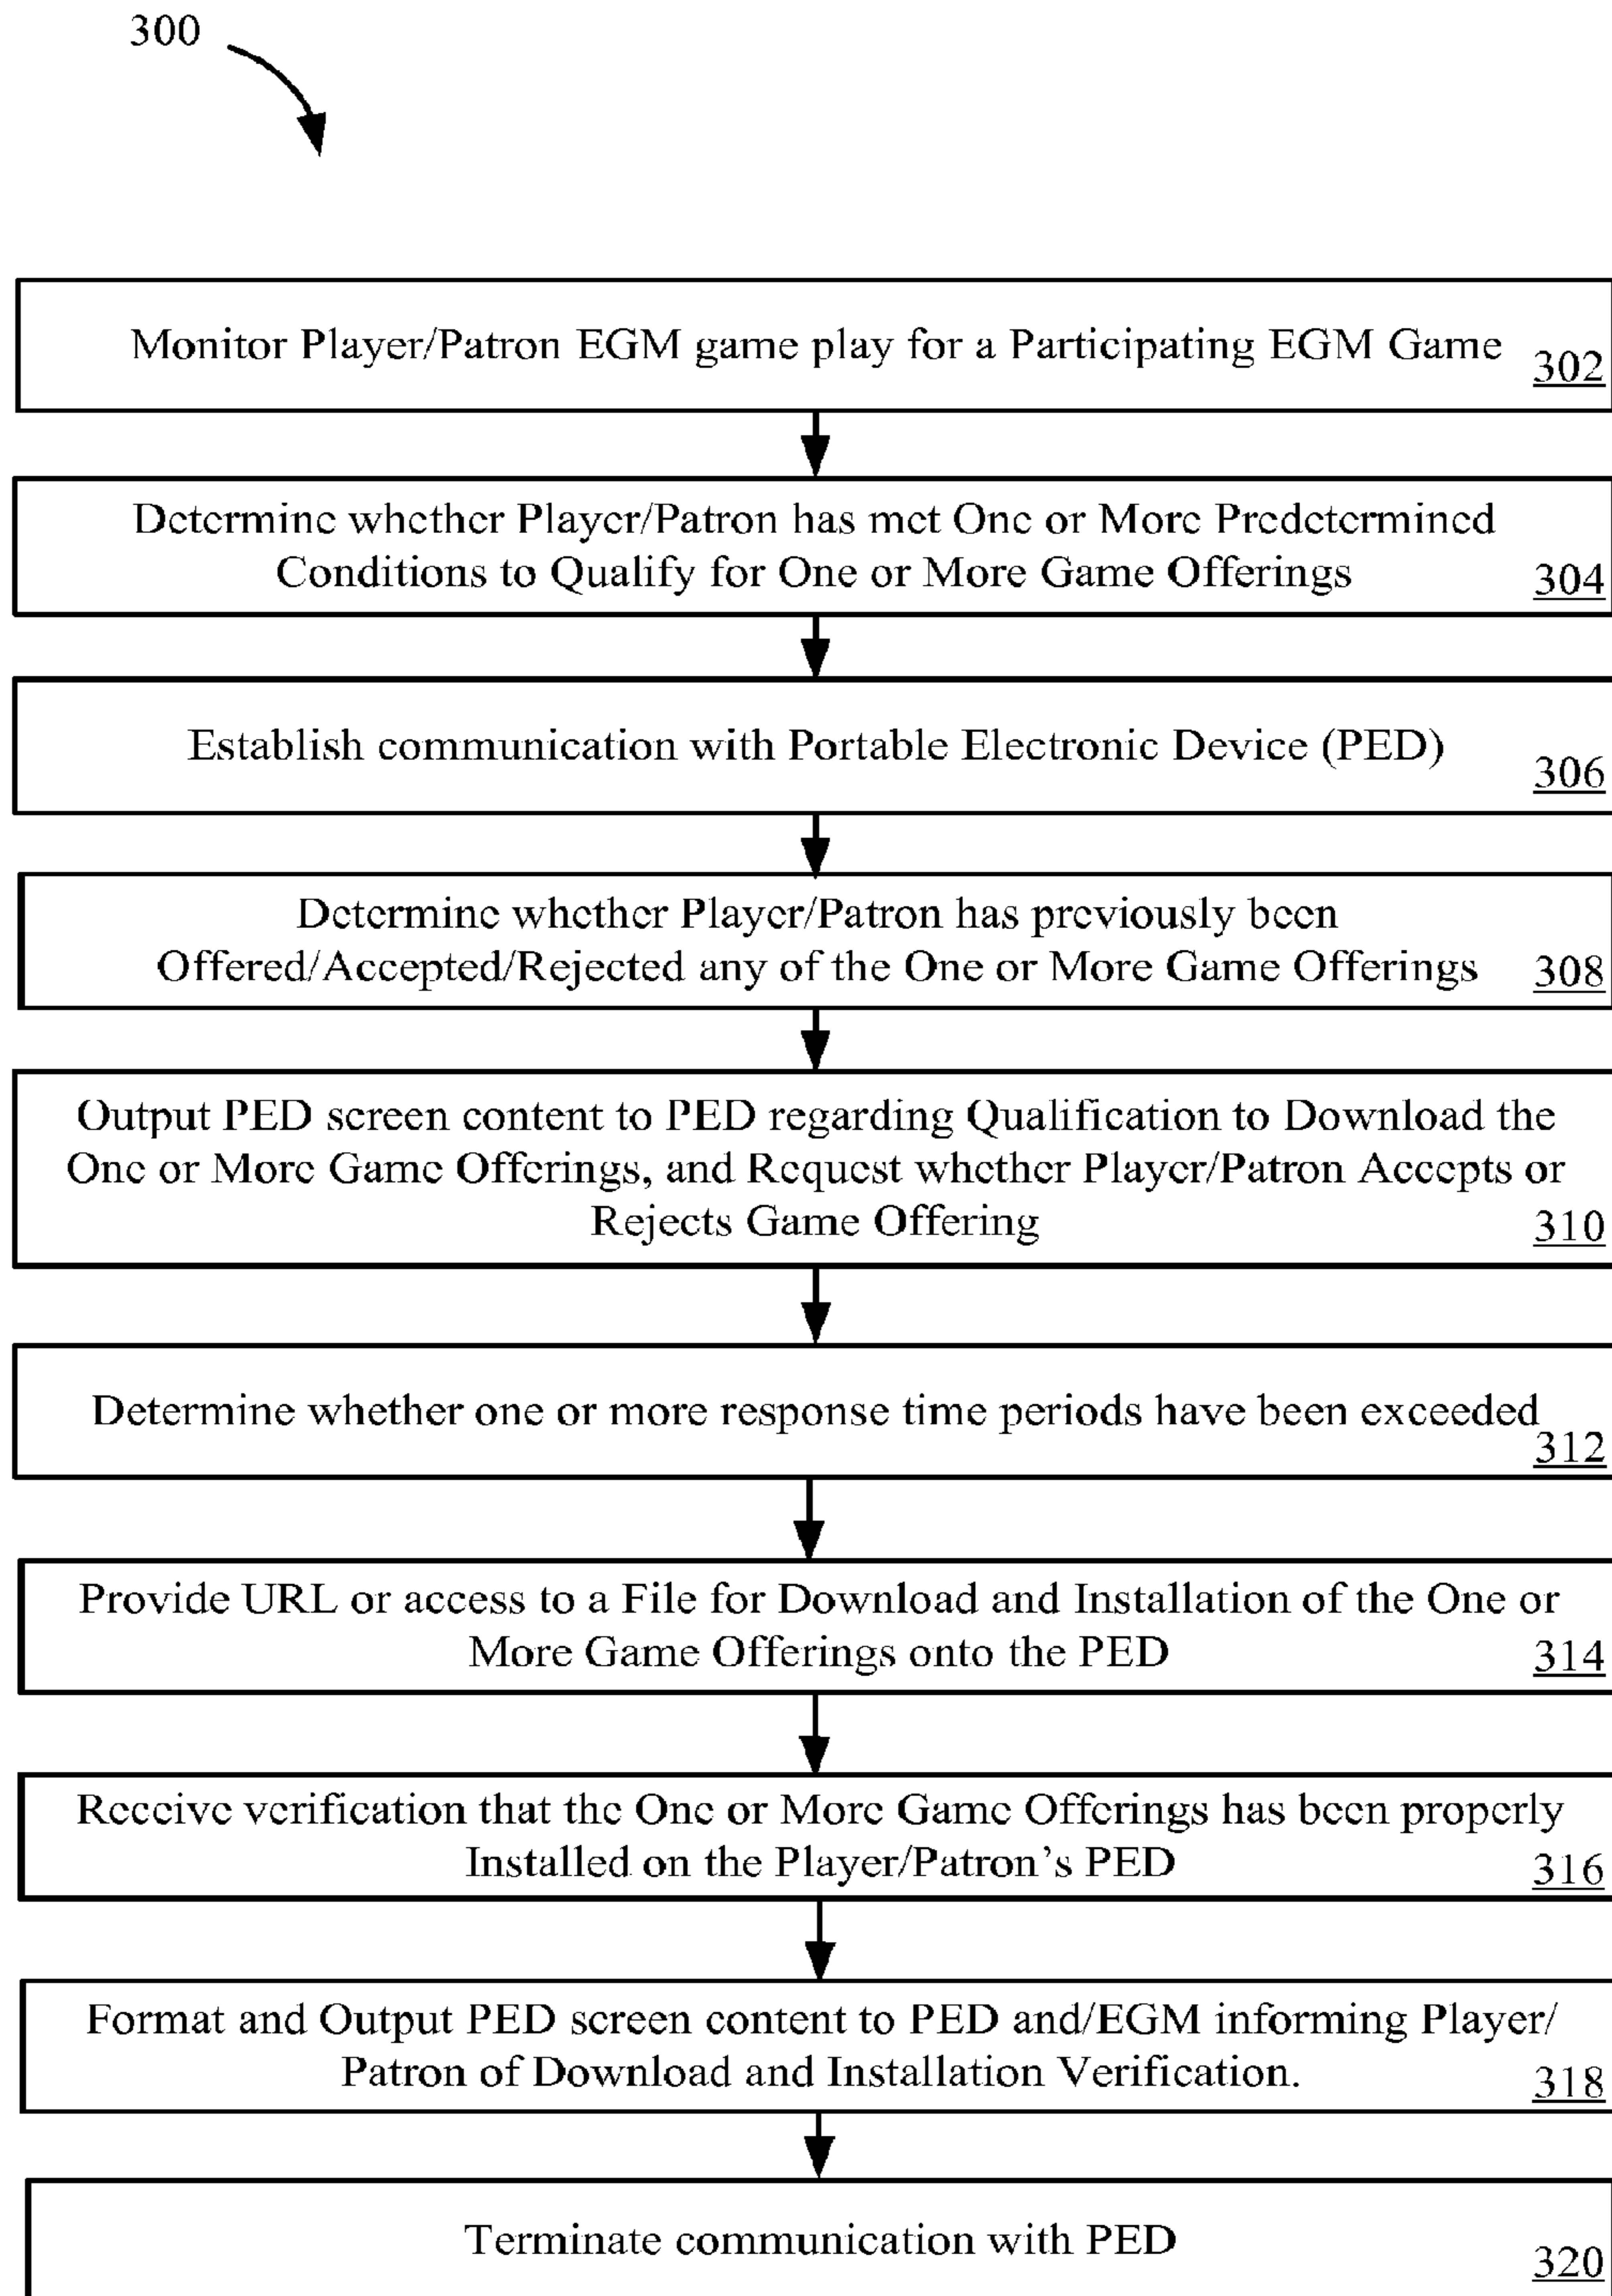 300
Monitor Player/Patron EGM game play for a Participating EGM Game
302
Determine whether Player/Patron has met One or More Predetermined
Conditions to Qualify for One or More Game Offerings
304
Establish communication with Portable Electronic Device (PED)
306
Determine whether Player/Patron has previously been
Offered/Accepted/Rejected any of the One or More Game Offerings
308
Output PED screen content to PED regarding Qualification to Download the
One or More Game Offerings, and Request whether Player/Patron Accepts or
Rejects Game Offering
310
Determine whether one or more response time periods have been exceeded
312
Provide URL or access to a File for Download and Installation of the One or
More Game Offerings onto the PED
314
Receive verification that the One or More Game Offerings has been properly
Installed on the Player/Patron's PED
316
Format and Output PED screen content to PED and/EGM informing Player/
Patron of Download and Installation Verification.
318
Terminate communication with PED
320